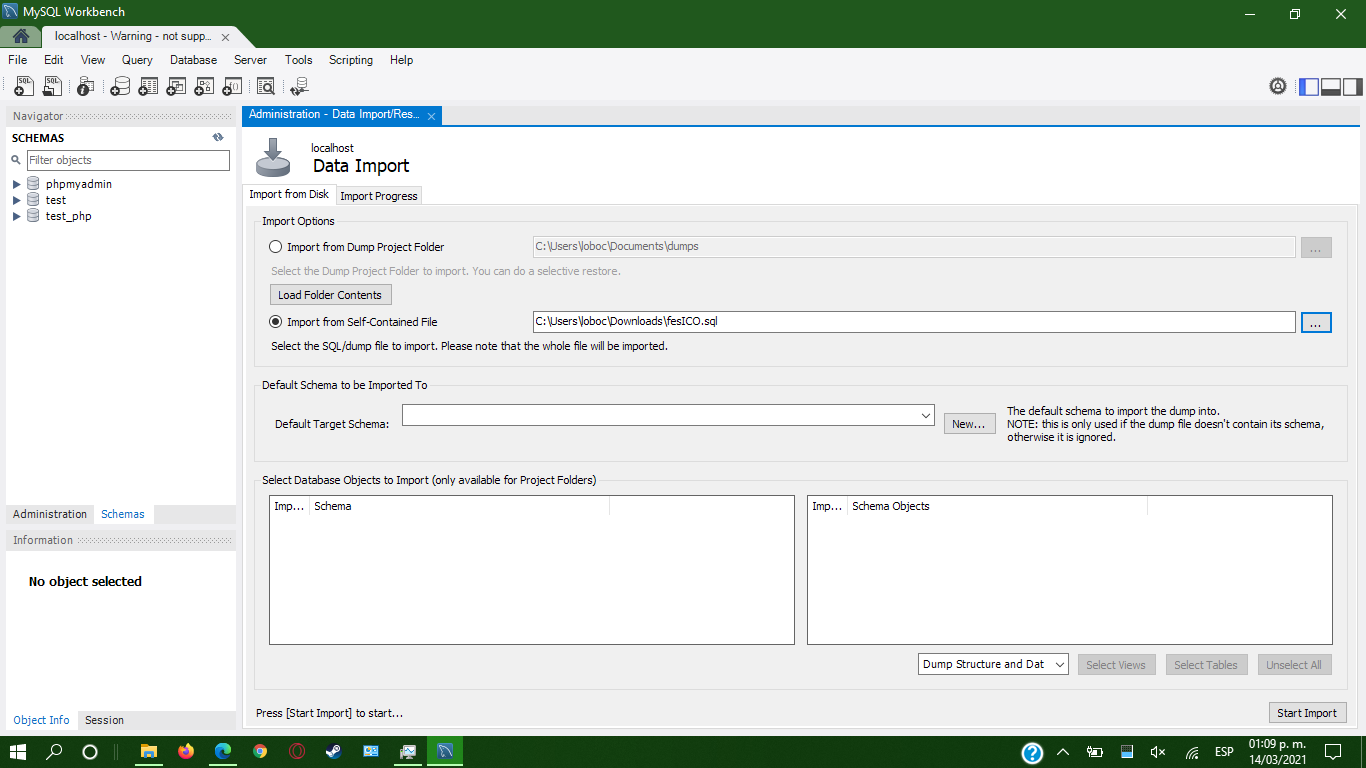 MySQL Workbench
localhost - Warning - not supp...
File Edit View Query Database Server Tools Scripting Help
Navigator
SCHEMAS
Filter objects
phpmyadmin
test
test_php
Administration Schemas
Information
No object selected
Object Info Session
Administration - Data Import/Res...
localhost
Data Import
Import from Disk Import Progress
Import Options
Import from Dump Project Folder C:\Users\loboc\Documents\dumps ...
Select the Dump Project Folder to import. You can do a selective restore.
Load Folder Contents
Import from Self-Contained File C:\Users\loboc\Downloads\fesICO.sql ...
Select the SQL/dump file to import. Please note that the whole file will be imported.
Default Schema to be Imported To
Default Target Schema: New...
The default schema to import the dump into.
NOTE: this is only used if the dump file doesn't contain its schema,
otherwise it is ignored.
Select Database Objects to Import (only available for Project Folders)
Imp... Schema Imp... Schema Objects
Dump Structure and Dat Select Views Select Tables Unselect All
Press [Start Import] to start... Start Import
ESP 01:09 p. m.
14/03/2021